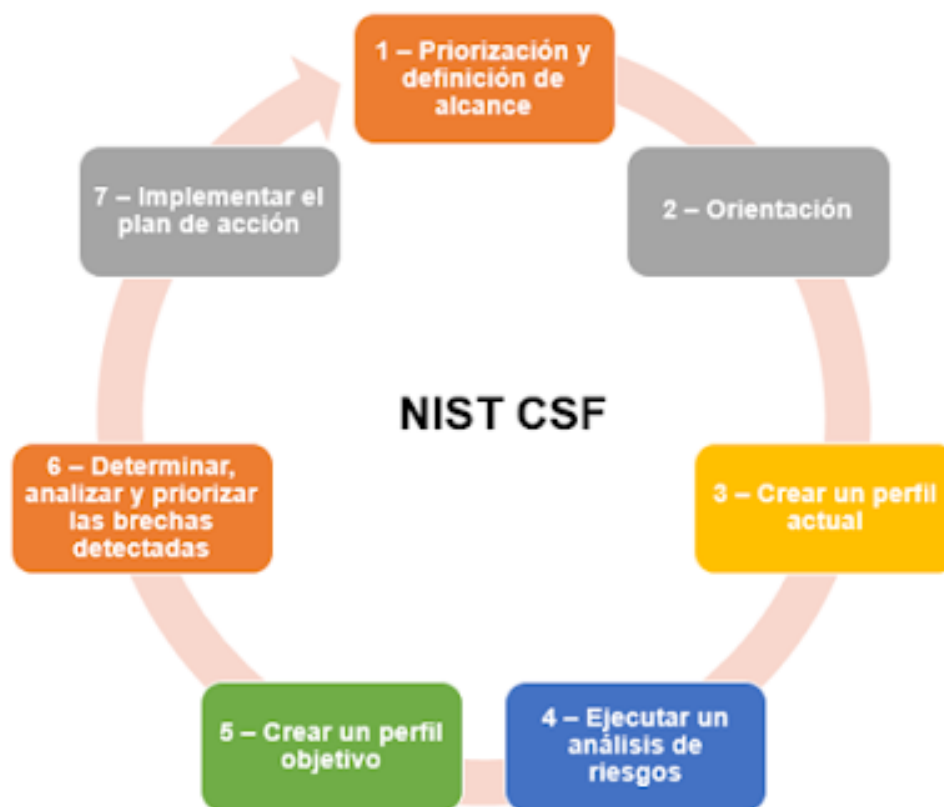 1 – Priorización y
definición de
alcance
2 – Orientación
3 – Crear un perfil
actual
4 – Ejecutar un
análisis de
riesgos
5 – Crear un perfil
objetivo
6 – Determinar,
analizar y priorizar
las brechas
detectadas
7 – Implementar el
plan de acción
NIST CSF